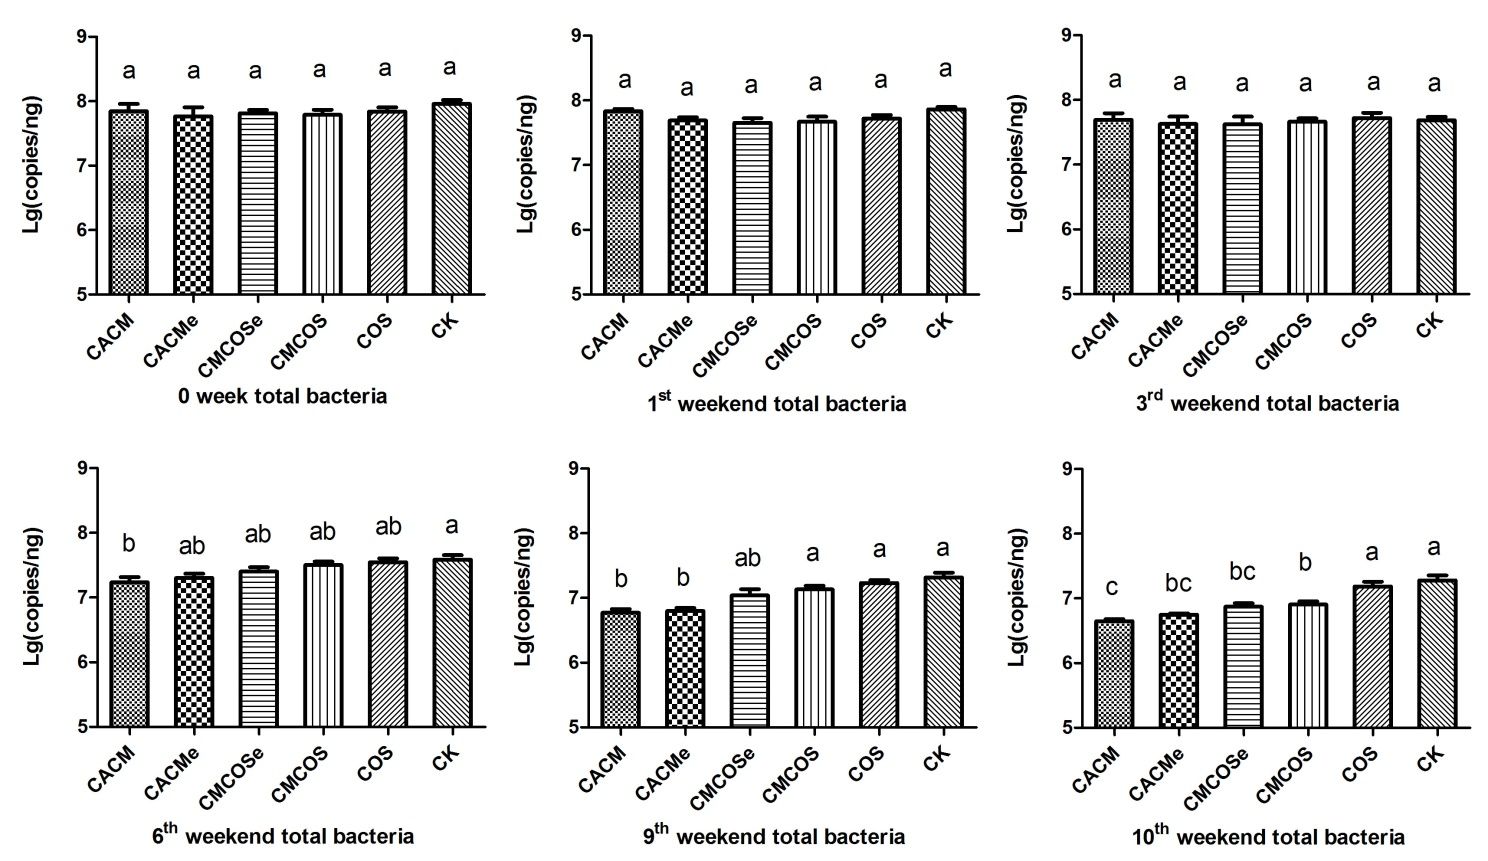 9
8
7
6
5
Lg(copies/ng)
a a a a a a
CACM CACMe CMCOSe CMCOS COS CK
0 week total bacteria
9
8
7
6
5
Lg(copies/ng)
a a a a a a
CACM CACMe CMCOSe CMCOS COS CK
1st weekend total bacteria
9
8
7
6
5
Lg(copies/ng)
a a a a a a
CACM CACMe CMCOSe CMCOS COS CK
3rd weekend total bacteria
9
8
7
6
5
Lg(copies/ng)
b ab ab ab ab a
CACM CACMe CMCOSe CMCOS COS CK
6th weekend total bacteria
9
8
7
6
5
Lg(copies/ng)
b b ab a a a
CACM CACMe CMCOSe CMCOS COS CK
9th weekend total bacteria
9
8
7
6
5
Lg(copies/ng)
c bc bc b a a
CACM CACMe CMCOSe CMCOS COS CK
10th weekend total bacteria